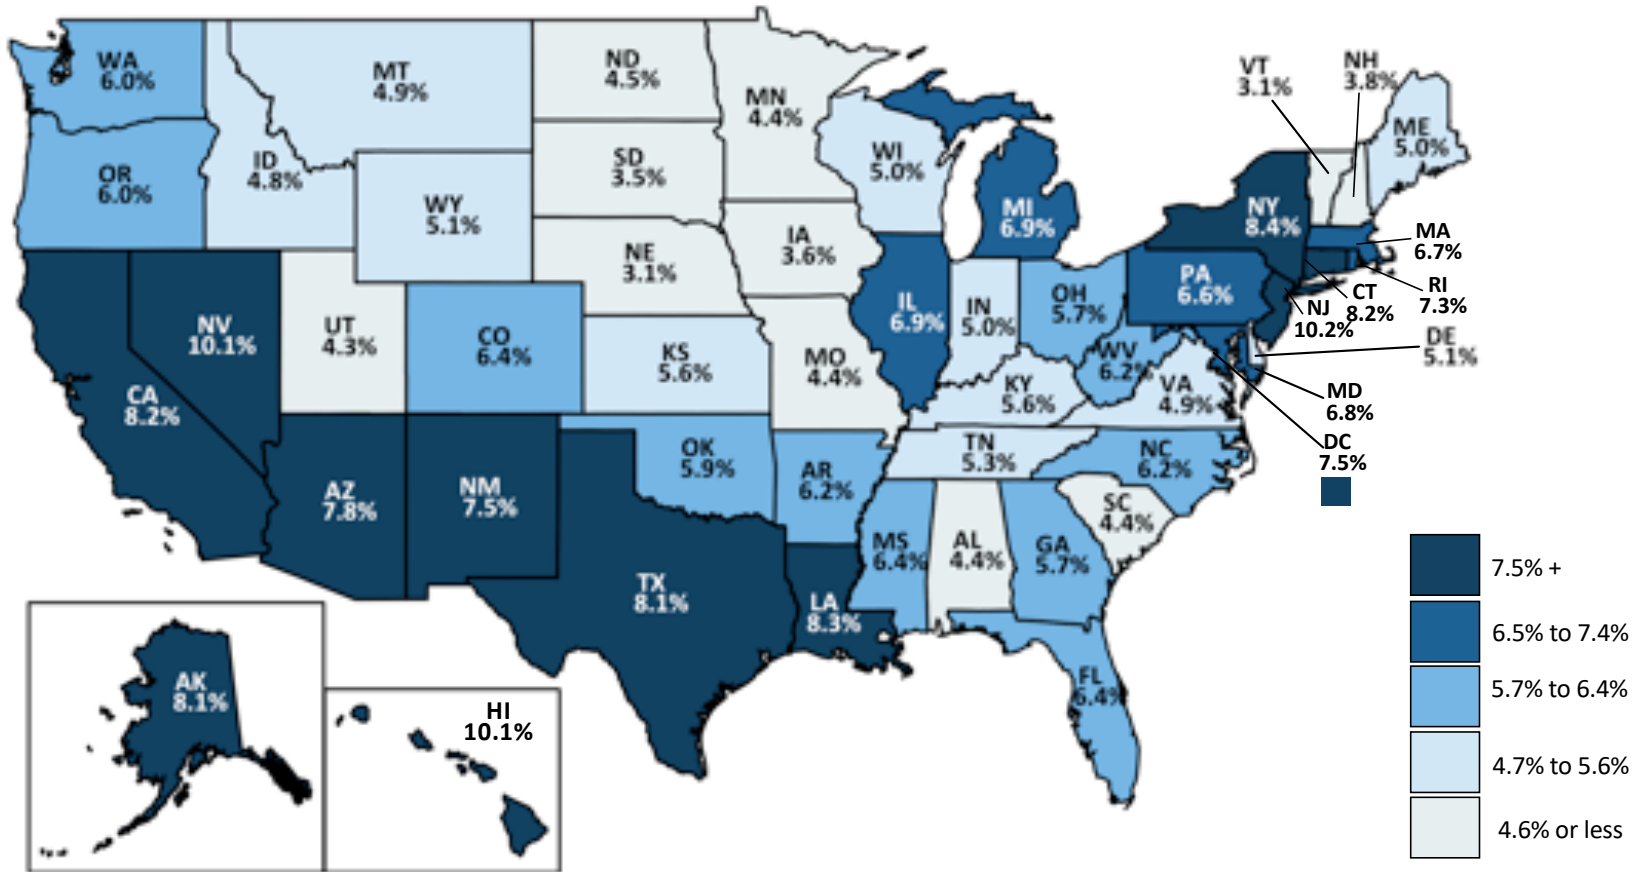 WA
6.0%
OR
6.0%
CA
8.2%
NV
10.1%
ID
4.8%
MT
4.9%
WY
5.1%
UT
4.3%
AZ
7.8%
CO
6.4%
NM
7.5%
ND
4.5%
SD
3.5%
NE
3.1%
KS
5.6%
OK
5.9%
TX
8.1%
MN
4.4%
IA
3.6%
MO
4.4%
AR
6.2%
LA
8.3%
WI
5.0%
IL
6.9%
MI
6.9%
IN
5.0%
OH
5.7%
KY
5.6%
TN
5.3%
MS
6.4%
AL
4.4%
GA
5.7%
FL
6.4%
SC
4.4%
NC
6.2%
VA
4.9%
WV
6.2%
PA
6.6%
NY
8.4%
VT
3.1%
NH
3.8%
ME
5.0%
MA
6.7%
RI
7.3%
CT
8.2%
NJ
10.2%
DE
5.1%
MD
6.8%
DC
7.5%
AK
8.1%
HI
10.1%
7.5% +
6.5% to 7.4%
5.7% to 6.4%
4.7% to 5.6%
4.6% or less